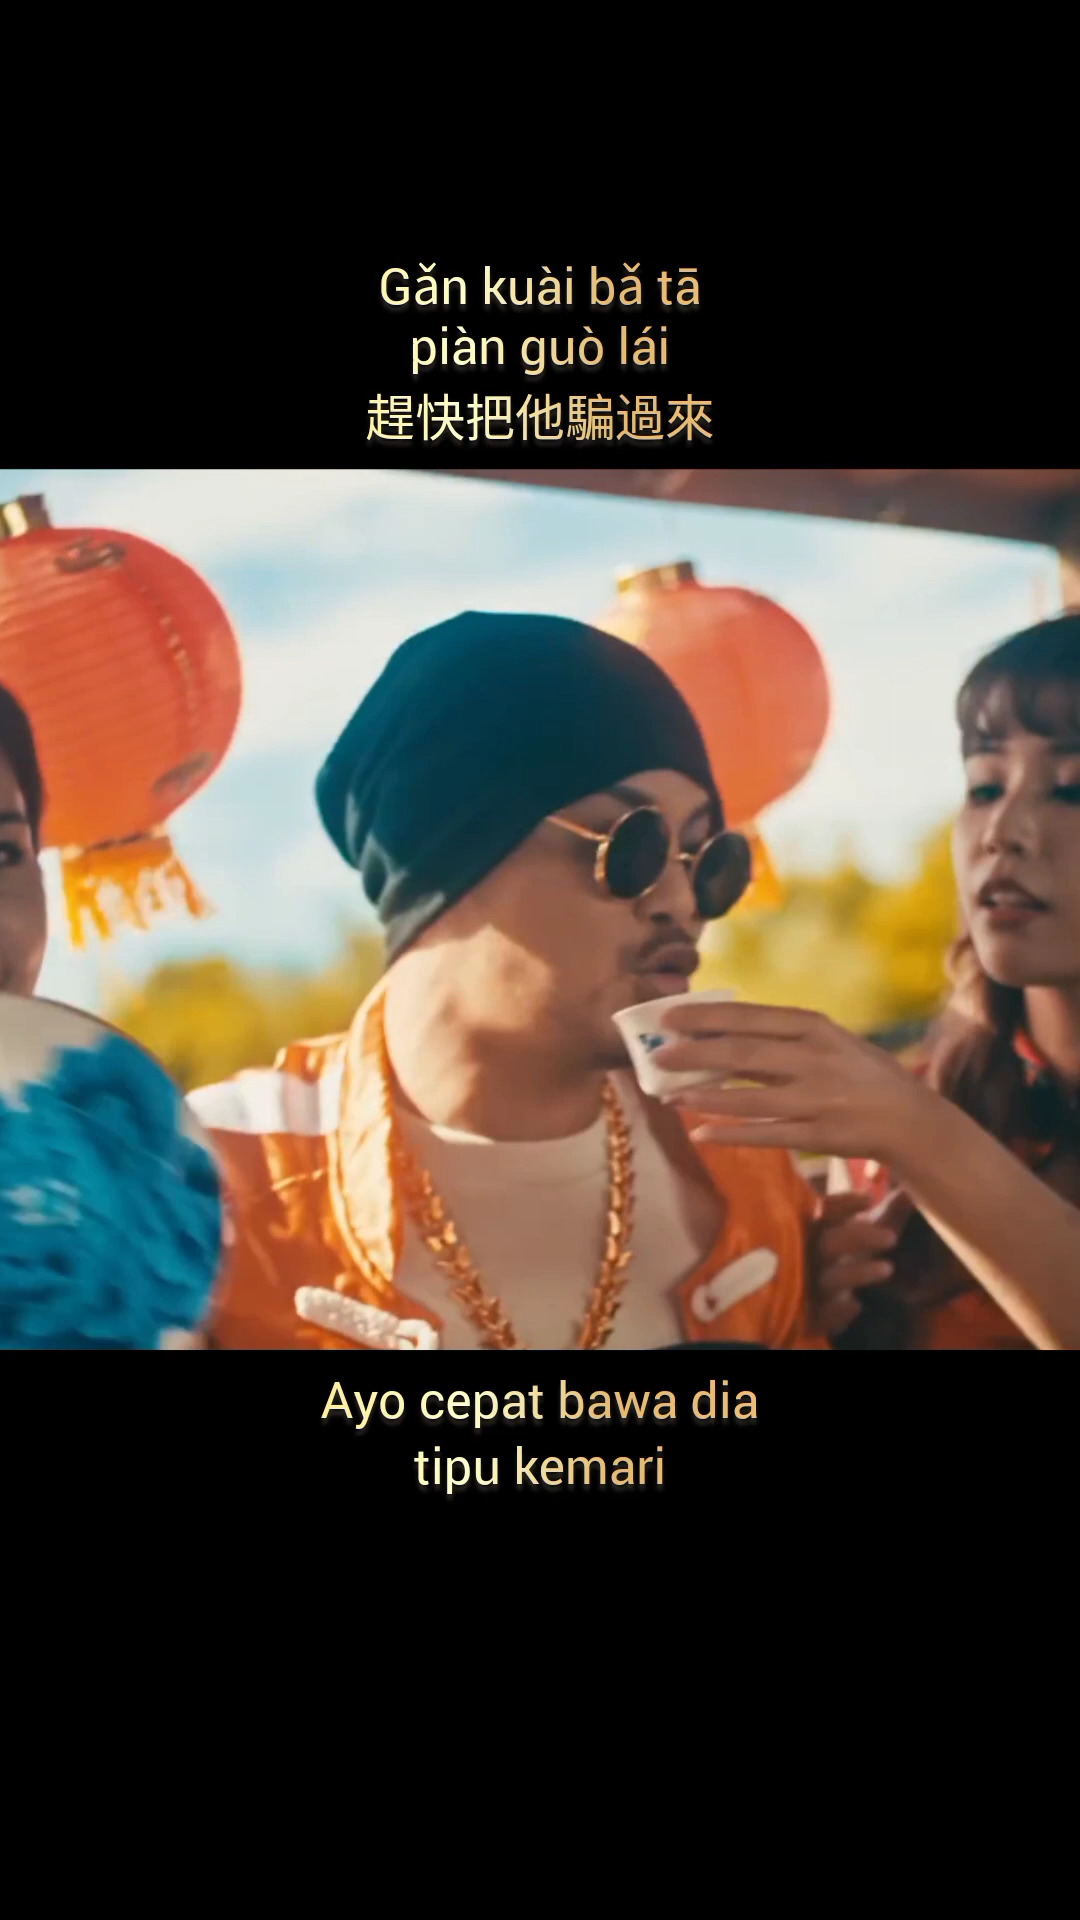 Gǎn kuài bǎ tā
piàn guò lái
趕快把他騙過來
Ayo cepat bawa dia
tipu kemari